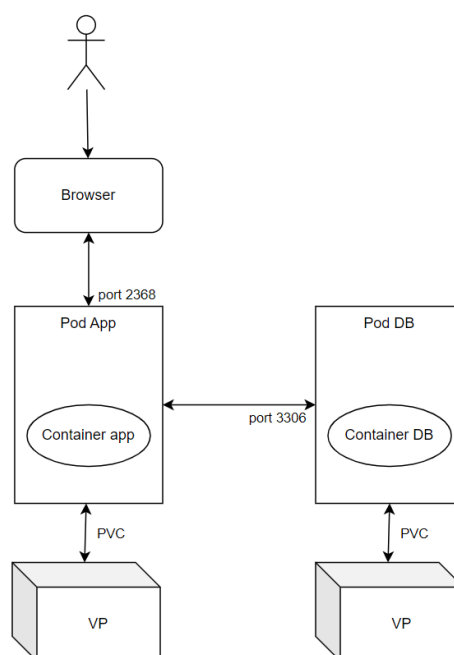 Browser
port 2368
Pod App
Pod DB
port 3306
Container app
Container DB
PVC
PVC
VP
VP